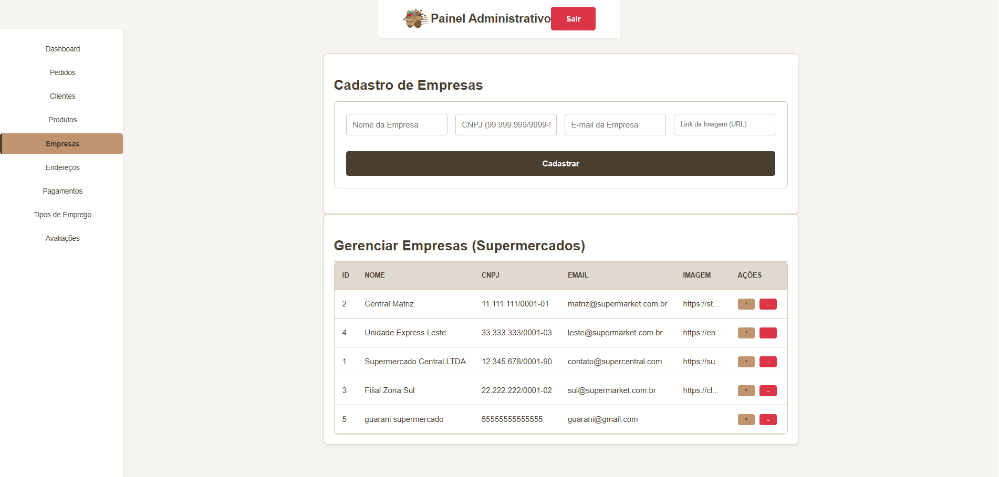 Painel Administrativo
Sair
Dashboard
Pedidos
Clientes
Produtos
Empresas
Endereços
Pagamentos
Tipos de Emprego
Avaliações
Cadastro de Empresas
Nome da Empresa
CNPJ (99.999.999/9999-9
E-mail da Empresa
Link da Imagem (URL)
Cadastrar
Gerenciar Empresas (Supermercados)
ID NOME CNPJ EMAIL IMAGEM AÇÕES
2 Central Matriz 11.111.111/0001-01 matriz@supermarket.com.br https://st... * -
4 Unidade Express Leste 33.333.333/0001-03 leste@supermarket.com.br https://en... * -
1 Supermercado Central LTDA 12.345.678/0001-90 contato@supercentral.com https://su... * -
3 Filial Zona Sul 22.222.222/0001-02 sul@supermarket.com.br https://cl... * -
5 guarani supermercado 55555555555555 guarani@gmail.com * -